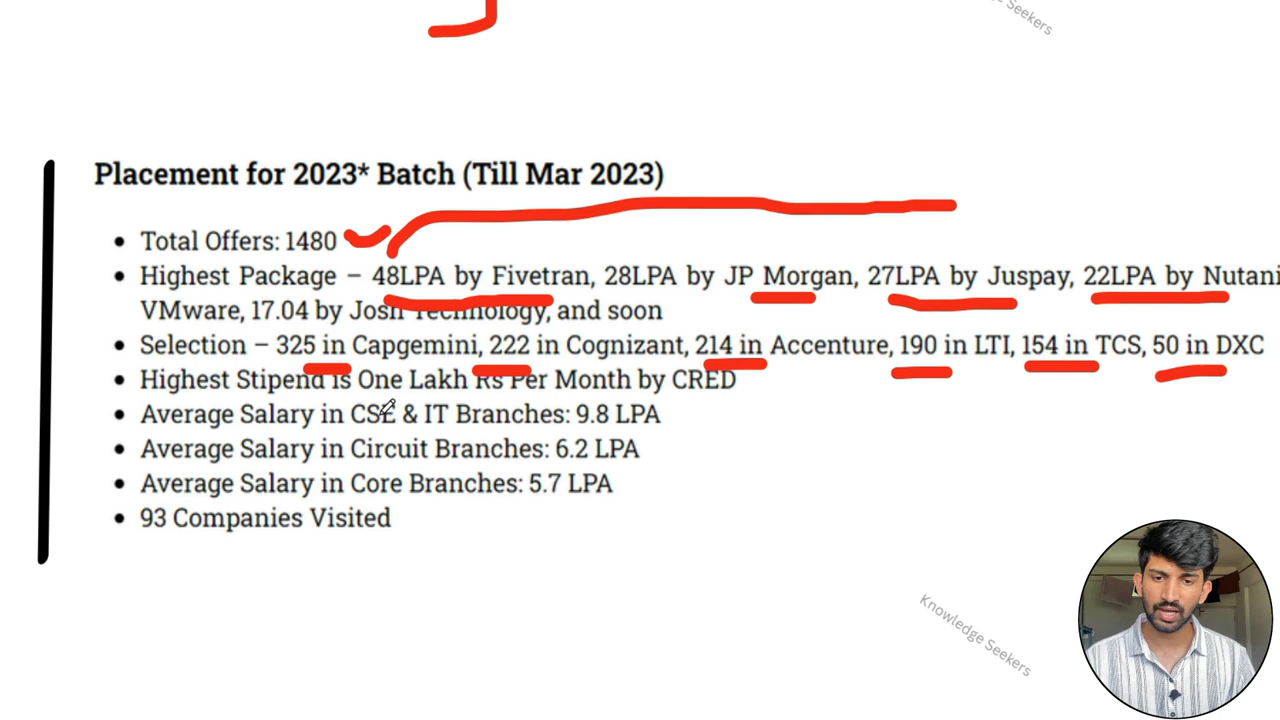 Seekers
Placement for 2023* Batch (Till Mar 2023)
• Total Offers: 1480
• Highest Package – 48LPA by Fivetran, 28LPA by JP Morgan, 27LPA by Juspay, 22LPA by Nutani
VMware, 17.04 by Josh Technology, and soon
• Selection – 325 in Capgemini, 222 in Cognizant, 214 in Accenture, 190 in LTI, 154 in TCS, 50 in DXC
• Highest Stipend is One Lakh Rs Per Month by CRED
• Average Salary in CSE & IT Branches: 9.8 LPA
• Average Salary in Circuit Branches: 6.2 LPA
• Average Salary in Core Branches: 5.7 LPA
• 93 Companies Visited
Knowledge Seekers